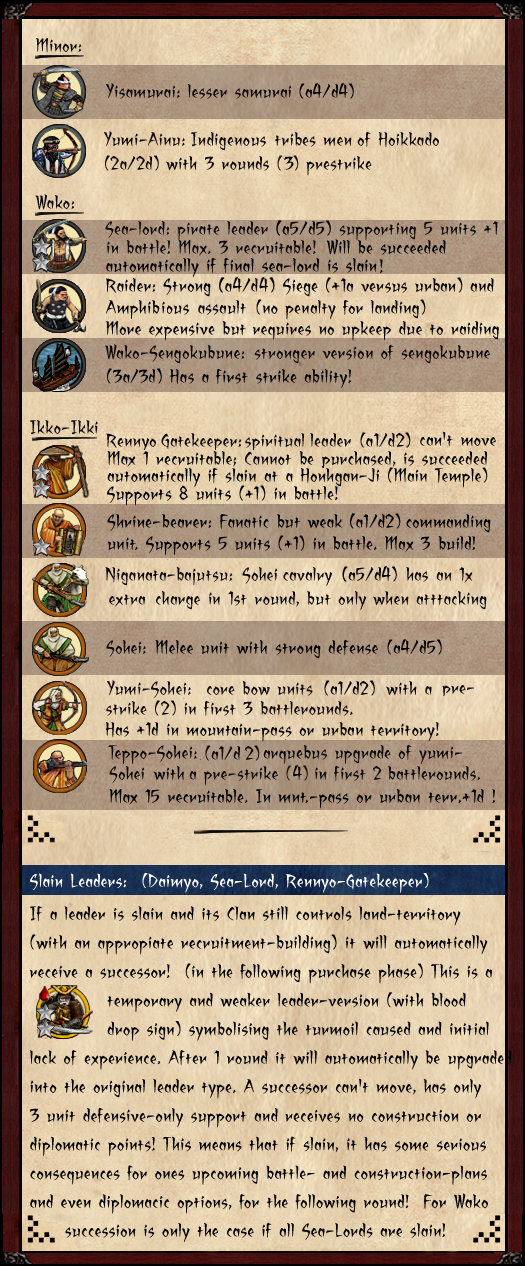 Minor:
Yisamurai: lesser samurai (a4/d4)
Yumi-Ainu: Indigenous tribes men of Hoikkado
(2a/2d) with 3 rounds (3) prestrike
Wako:
Sea-lord: pirate leader (a5/d5) supporting 5 units +1
in battle! Max. 3 recruitable! Will be succeeded
automatically if final sea-lord is slain!
Raider: Strong (a4/d4) Siege (+1a versus urban) and
Amphibious assault (no penalty for landing)
More expensive but requires no upkeep due to raiding
Wako-Sengokubune: stronger version of sengokubune
(3a/3d) Has a first strike ability!
Ikko-Ikki
Rennyo Gatekeeper: spiritual leader (a1/d2) can't move
Max 1 recruitable; Cannot be purchased, is succeeded
automatically if slain at a Honhgan-Ji (Main Temple)
Supports 8 units (+1) in battle!
Shrine-bearer: Fanatic but weak (a1/d2) commanding
unit. Supports 5 units (+1) in battle. Max 3 build!
Niganata-bajutsu: Sohei cavalry (a5/d4) has an 1x
extra charge in 1st round, but only when atttacking
Sohei: Melee unit with strong defense (a4/d5)
Yumi-Sohei: core bow units (a1/d2) with a pre-
strike (2) in first 3 battlerounds.
Has +1d in mountain-pass or urban territory!
Teppo-Sohei: (a1/d2) arquebus upgrade of yumi-
Sohei with a pre-strike (4) in first 2 battlerounds.
Max 15 recruitable. In mnt.-pass or urban terr.+1d !
Slain Leaders: (Daimyo, Sea-Lord, Rennyo-Gatekeeper)
If a leader is slain and its Clan still controls land-territory
(with an appropiate recruitment-building) it will automatically
receive a successor! (in the following purchase phase) This is a
temporary and weaker leader-version (with blood
drop sign) symbolising the turmoil caused and initial
lack of experience. After 1 round it will automatically be upgraded
into the original leader type. A successor can't move, has only
3 unit defensive-only support and receives no construction or
diplomatic points! This means that if slain, it has some serious
consequences for ones upcoming battle- and construction-plans
and even diplomacic options, for the following round! For Wako
succession is only the case if all Sea-Lords are slain!